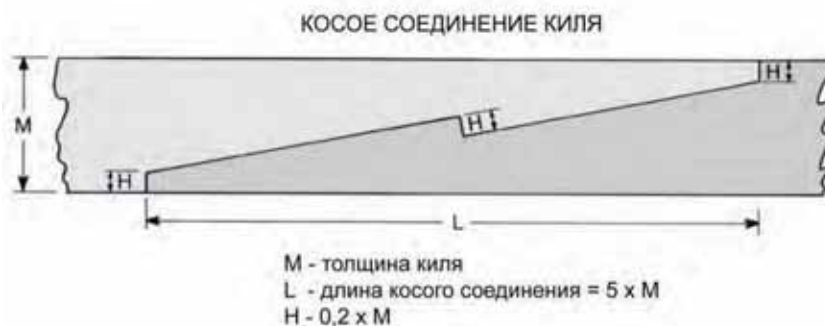 КОСОЕ СОЕДИНЕНИЕ КИЛЯ
H
M
H
H
L
M - толщина киля
L - длина косого соединения = 5 x M
H - 0,2 x M